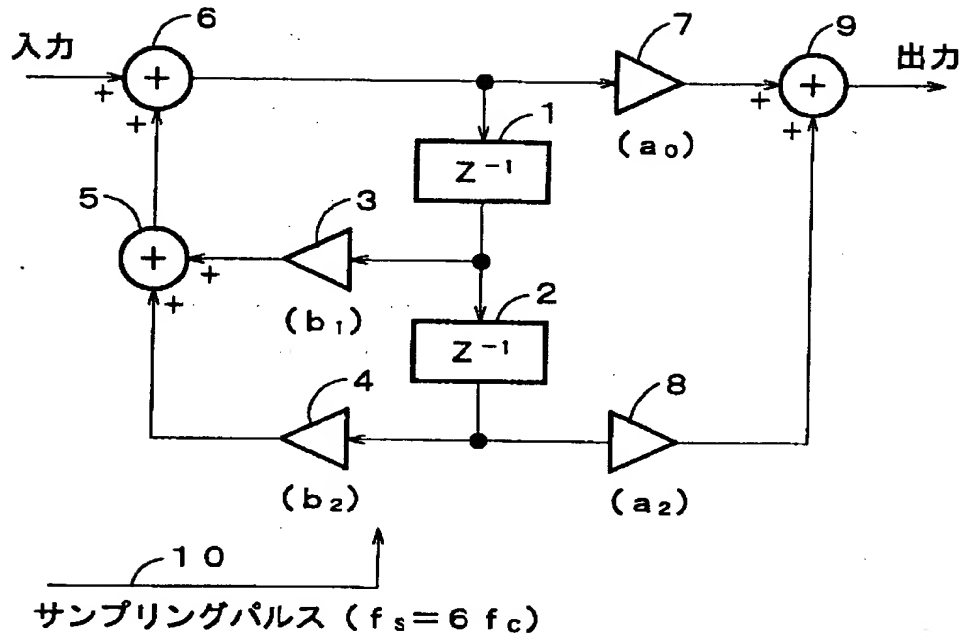 6
7
9
入力
+
出力
+
+
+
+
+
1
(a₀)
Z⁻¹
5
3
+
+
+
(b₁)
2
Z⁻¹
4
8
(b₂)
(a₂)
10
サンプリングパルス (fs=6fc)